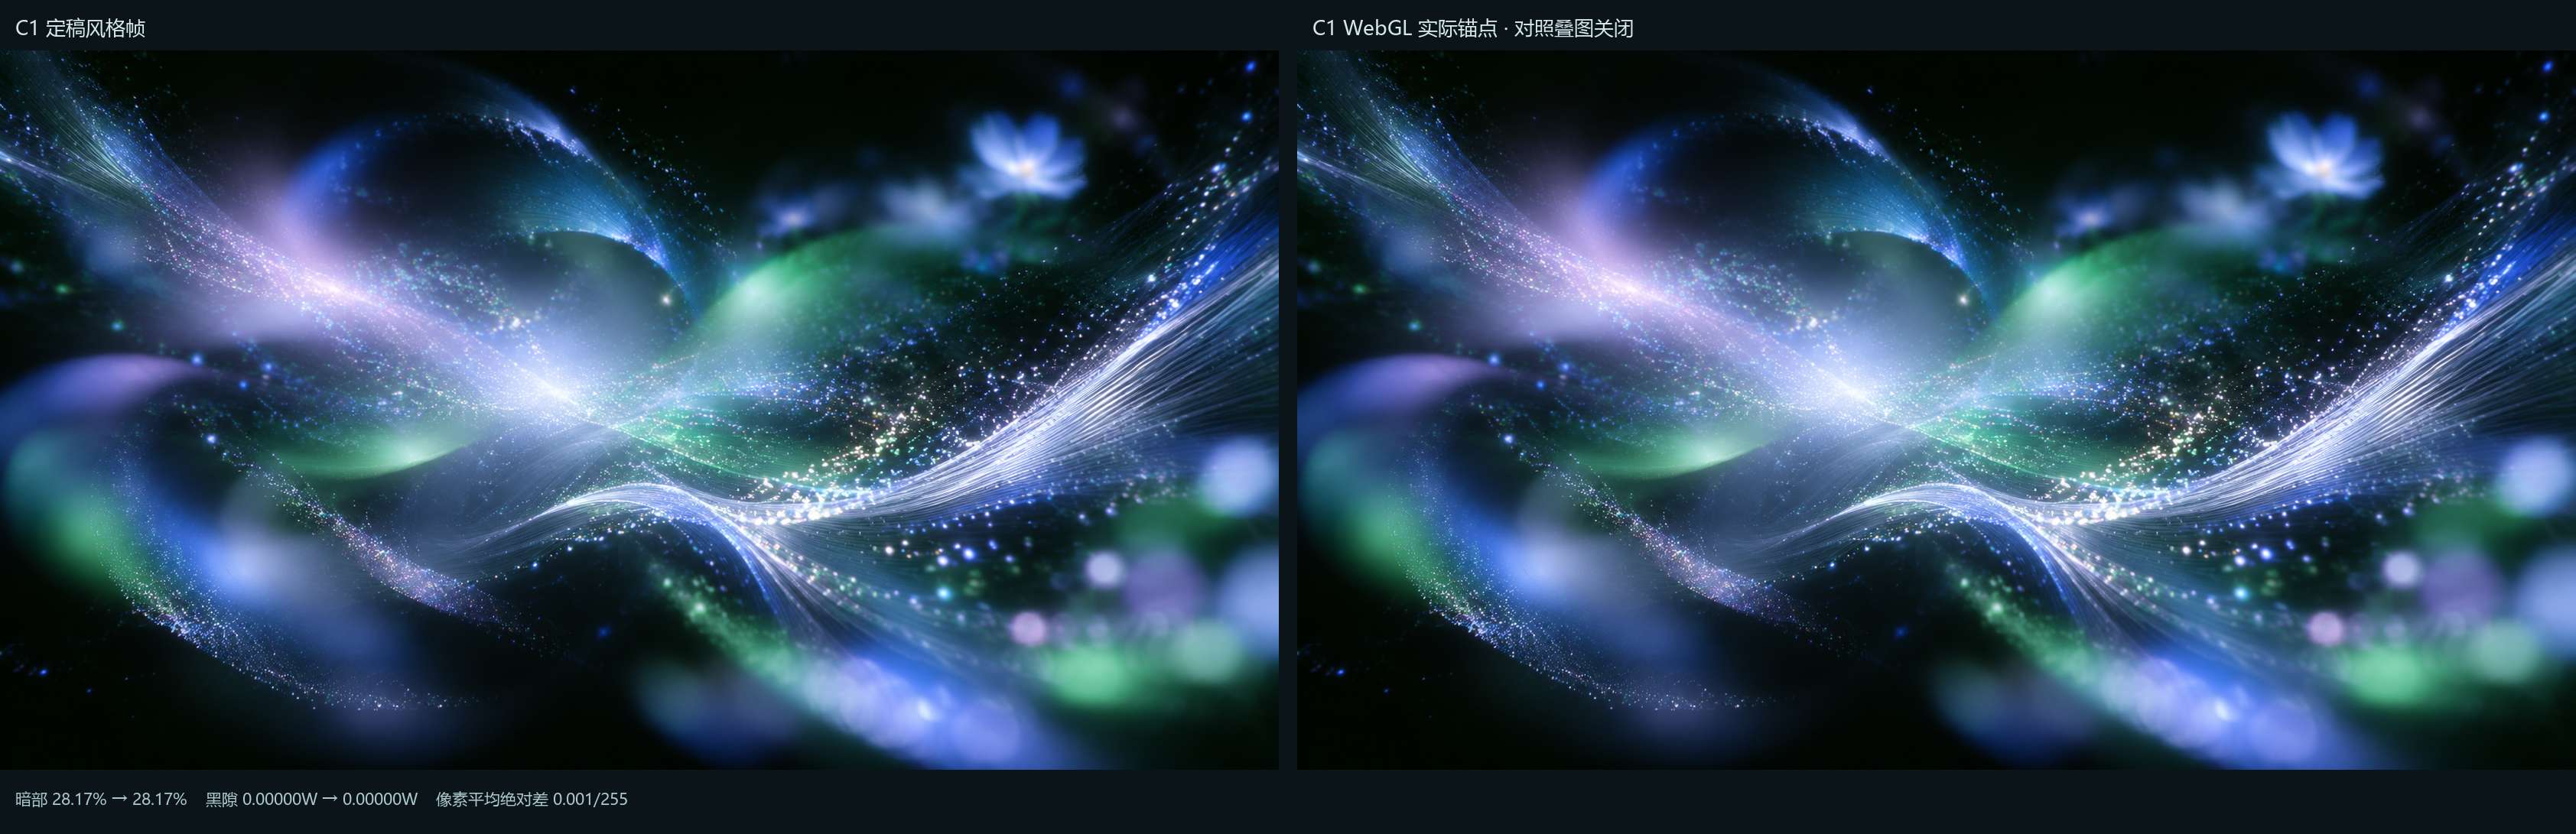 C1 定稿风格帧
C1 WebGL 实际锚点 · 对照叠图关闭
暗部 28.17% → 28.17% 黑隙 0.00000W → 0.00000W 像素平均绝对差 0.001/255